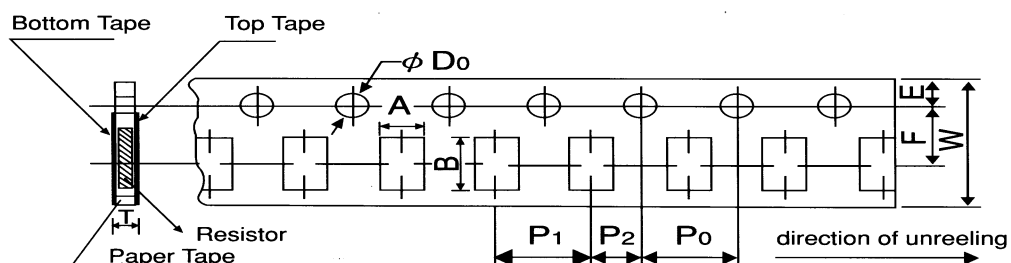 Bottom Tape
Top Tape
ϕ D0
A
B
E
F
W
T
Resistor
Paper Tape
P1
P2
P0
direction of unreeling